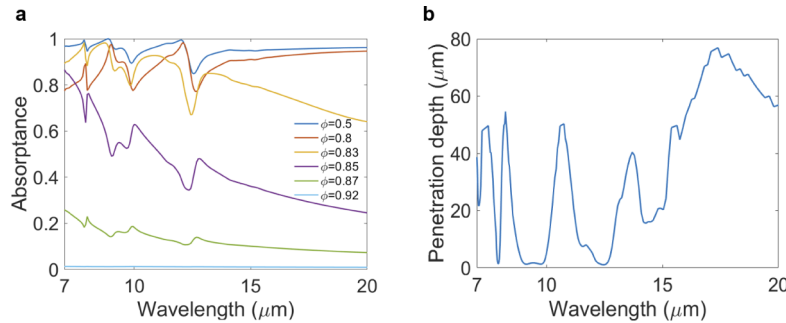 a
Absorptance
1
0.8
0.6
0.4
0.2
0
ϕ=0.5
ϕ=0.8
ϕ=0.83
ϕ=0.85
ϕ=0.87
ϕ=0.92
7 10 15 20
Wavelength (μm)
b
Penetration depth (μm)
80
60
40
20
0
7 10 15 20
Wavelength (μm)